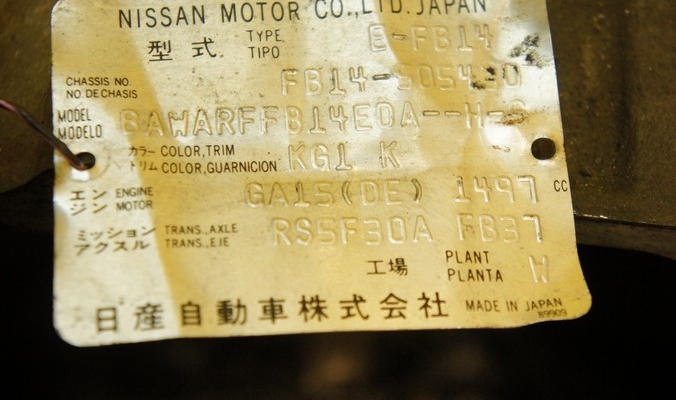 NISSAN MOTOR CO.,LTD. JAPAN
型式 TYPE E-FB14
TIPO
CHASSIS NO.
NO. DE CHASIS
MODEL BAWARFFB14EDA--H-
MODELO
カラー COLOR,TRIM KG1 K -
トリム COLOR,GUARNICION
エンジン ENGINE GA15(DE) 1497 CC
MOTOR
ミッション TRANS.,AXLE RS5F30A FB37
アクスル TRANS.,EJE
工場 PLANT W
PLANTA
日産自動車株式会社 MADE IN JAPAN
89909